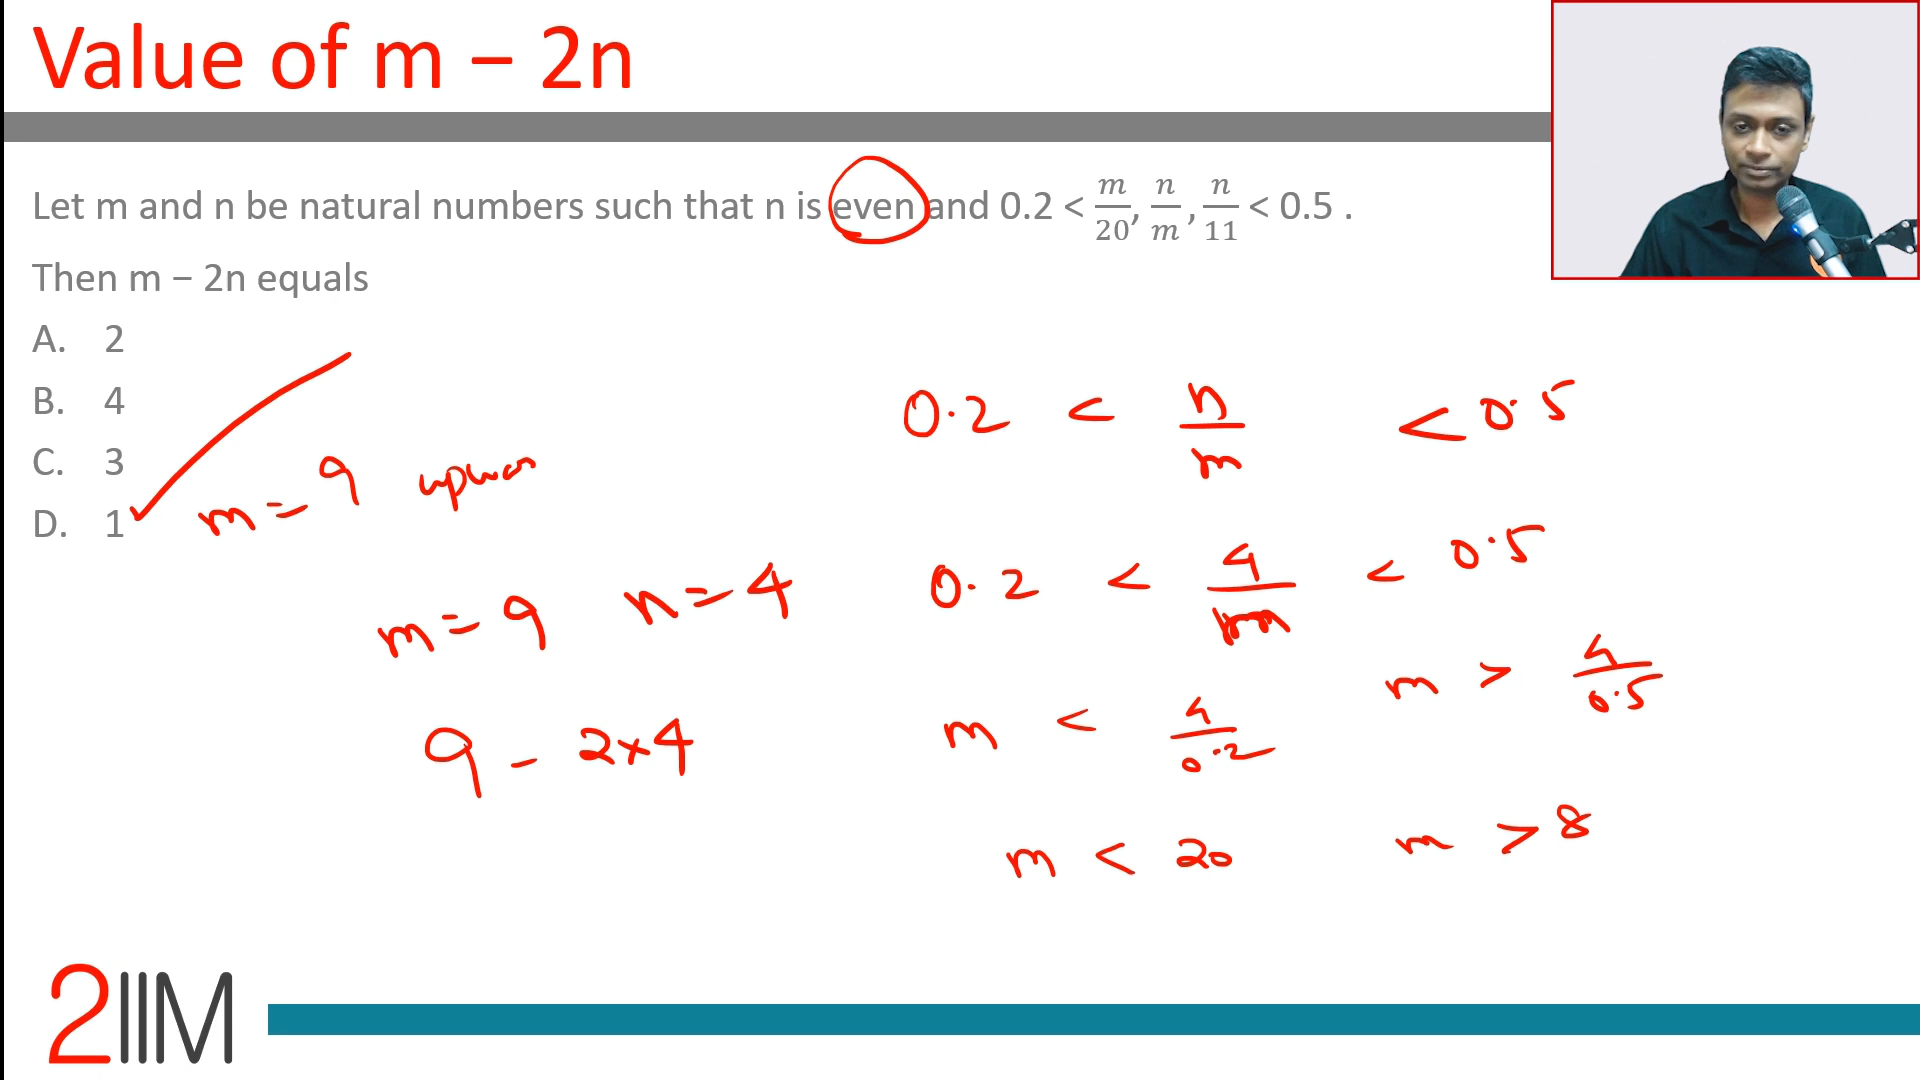 Value of m – 2n
Let m and n be natural numbers such that n is even and 0.2 < m/20, n/m, n/11 < 0.5 .
Then m – 2n equals
A. 2
B. 4
C. 3
D. 1
m = 9
0.2 < n/m < 0.5
m = 9 n = 4
0.2 < 4/m < 0.5
9 - 2×4
m < 4/0.2 m > 4/0.5
m < 20 m > 8
2IIM